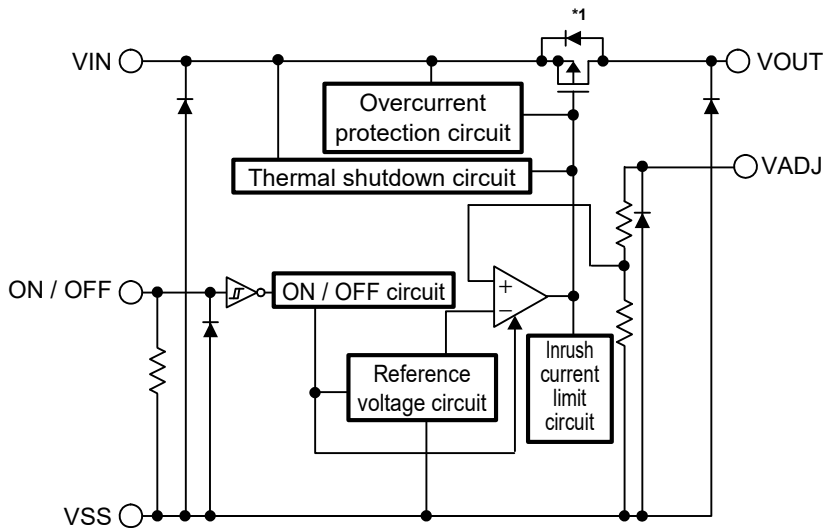 *1
VIN
VOUT
Overcurrent
protection circuit
Thermal shutdown circuit
VADJ
ON / OFF
ON / OFF circuit
+
−
Reference
voltage circuit
Inrush
current
limit
circuit
VSS